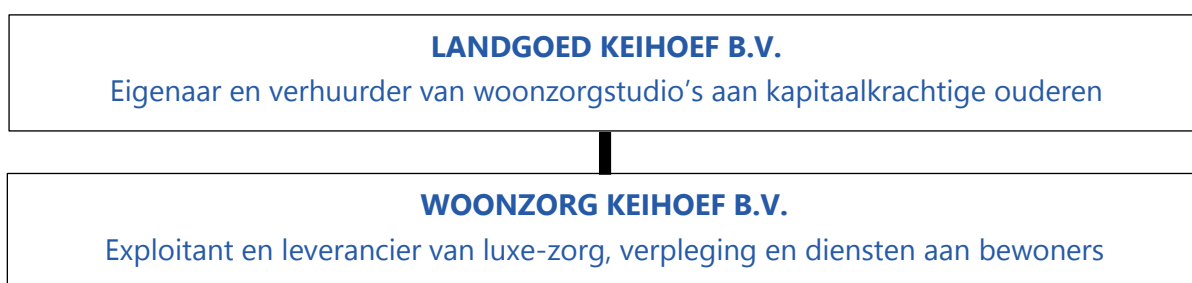 LANDGOED KEIHOEF B.V.
Eigenaar en verhuurder van woonzorgstudio’s aan kapitaalkrachtige ouderen
WOONZORG KEIHOEF B.V.
Exploitant en leverancier van luxe-zorg, verpleging en diensten aan bewoners